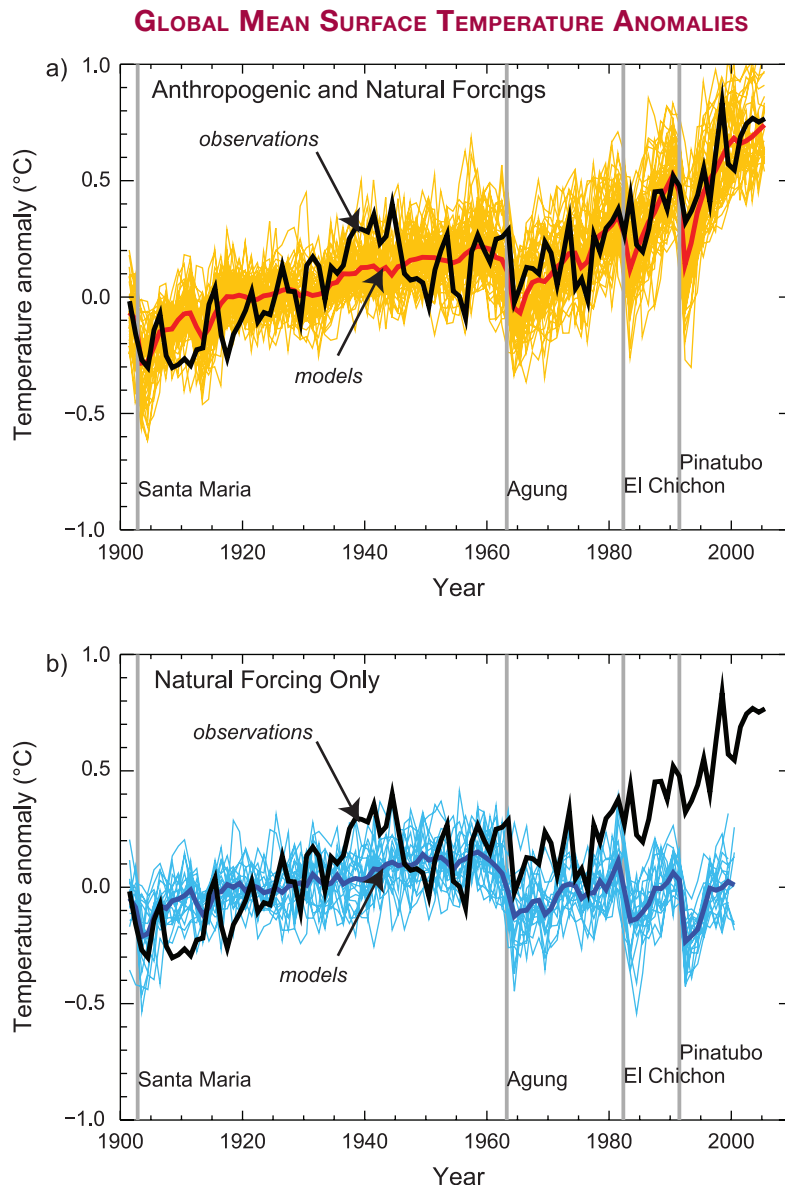 GLOBAL MEAN SURFACE TEMPERATURE ANOMALIES
a)
Anthropogenic and Natural Forcings
observations
models
Temperature anomaly (°C)
1.0
0.5
0.0
−0.5
−1.0
Santa Maria
Agung
El Chichon
Pinatubo
1900 1920 1940 1960 1980 2000
Year
b)
Natural Forcing Only
observations
models
Temperature anomaly (°C)
1.0
0.5
0.0
−0.5
−1.0
Santa Maria
Agung
El Chichon
Pinatubo
1900 1920 1940 1960 1980 2000
Year